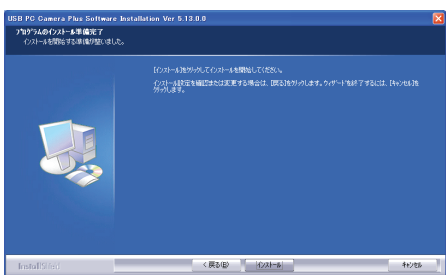 USB PC Camera Plus Software Installation Ver 5.13.0.0
ﾌﾟﾛｸﾞﾗﾑのｲﾝｽﾄｰﾙ準備完了
ｲﾝｽﾄｰﾙを開始する準備が整いました。
[ｲﾝｽﾄｰﾙ]をｸﾘｯｸしてｲﾝｽﾄｰﾙを開始してください。
ｲﾝｽﾄｰﾙ設定を確認または変更する場合は、[戻る]をｸﾘｯｸします。ｳｨｻﾞｰﾄﾞを終了するには、[ｷｬﾝｾﾙ]を
ｸﾘｯｸします。
InstallShield
< 戻る(B)
ｲﾝｽﾄｰﾙ
ｷｬﾝｾﾙ